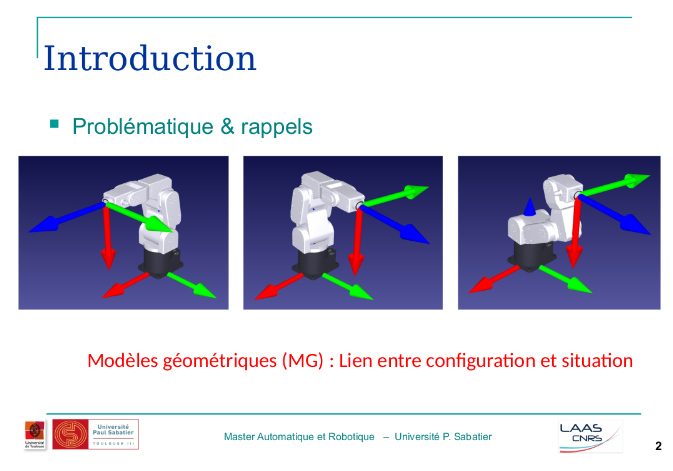 Introduction
Problématique & rappels
Modèles géométriques (MG) : Lien entre configuration et situation
Université
de Toulouse
Université
Paul Sabatier
TOULOUSE III
Master Automatique et Robotique – Université P. Sabatier
LAAS
CNRS
2